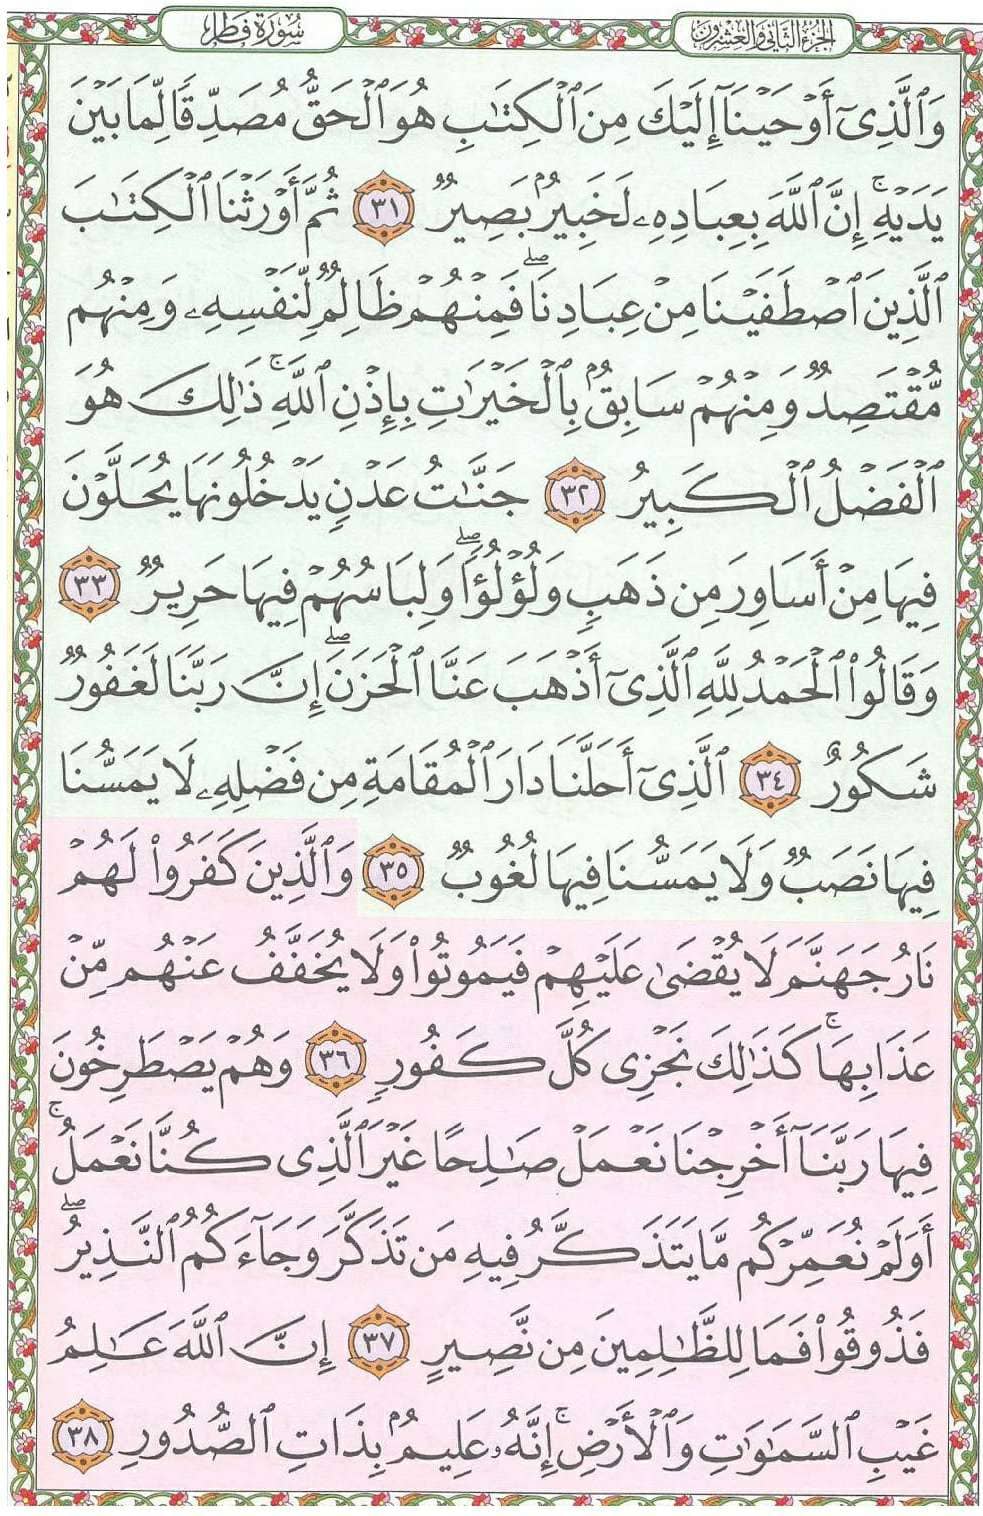 الجزء الثاني والعشرون
سورة فاطر
وَٱلَّذِىٓ أَوْحَيْنَآ إِلَيْكَ مِنَ ٱلْكِتَٰبِ هُوَ ٱلْحَقُّ مُصَدِّقًا لِّمَا بَيْنَ
يَدَيْهِ ۚ إِنَّ ٱللَّهَ بِعِبَادِهِۦ لَخَبِيرٌۢ بَصِيرٌ ٣١ ثُمَّ أَوْرَثْنَا ٱلْكِتَٰبَ
ٱلَّذِينَ ٱصْطَفَيْنَا مِنْ عِبَادِنَا ۖ فَمِنْهُمْ ظَالِمٌ لِّنَفْسِهِۦ وَمِنْهُم
مُّقْتَصِدٌ وَمِنْهُمْ سَابِقٌۢ بِٱلْخَيْرَٰتِ بِإِذْنِ ٱللَّهِ ۚ ذَٰلِكَ هُوَ
ٱلْفَضْلُ ٱلْكَبِيرُ ٣٢ جَنَّٰتُ عَدْنٍ يَدْخُلُونَهَا يُحَلَّوْنَ
فِيهَا مِنْ أَسَاوِرَ مِن ذَهَبٍ وَلُؤْلُؤًا ۖ وَلِبَاسُهُمْ فِيهَا حَرِيرٌ ٣٣
وَقَالُوا۟ ٱلْحَمْدُ لِلَّهِ ٱلَّذِىٓ أَذْهَبَ عَنَّا ٱلْحَزَنَ ۖ إِنَّ رَبَّنَا لَغَفُورٌ
شَكُورٌ ٣٤ ٱلَّذِىٓ أَحَلَّنَا دَارَ ٱلْمُقَامَةِ مِن فَضْلِهِۦ لَا يَمَسُّنَا
فِيهَا نَصَبٌ وَلَا يَمَسُّنَا فِيهَا لُغُوبٌ ٣٥ وَٱلَّذِينَ كَفَرُوا۟ لَهُمْ
نَارُ جَهَنَّمَ لَا يُقْضَىٰ عَلَيْهِمْ فَيَمُوتُوا۟ وَلَا يُخَفَّفُ عَنْهُم مِّنْ
عَذَابِهَا ۚ كَذَٰلِكَ نَجْزِى كُلَّ كَفُورٍ ٣٦ وَهُمْ يَصْطَرِخُونَ
فِيهَا رَبَّنَآ أَخْرِجْنَا نَعْمَلْ صَٰلِحًا غَيْرَ ٱلَّذِى كُنَّا نَعْمَلُ ۚ
أَوَلَمْ نُعَمِّرْكُم مَّا يَتَذَكَّرُ فِيهِ مَن تَذَكَّرَ وَجَآءَكُمُ ٱلنَّذِيرُ ۖ
فَذُوقُوا۟ فَمَا لِلظَّٰلِمِينَ مِن نَّصِيرٍ ٣٧ إِنَّ ٱللَّهَ عَٰلِمُ
غَيْبِ ٱلسَّمَٰوَٰتِ وَٱلْأَرْضِ ۚ إِنَّهُۥ عَلِيمٌۢ بِذَاتِ ٱلصُّدُورِ ٣٨